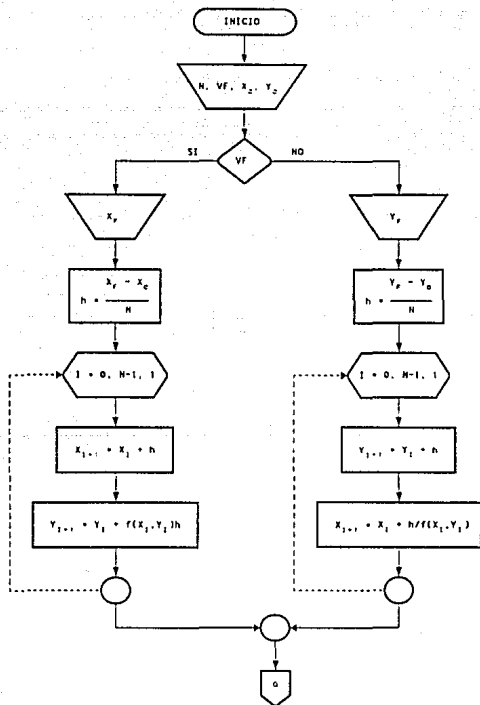 INICIO
N, VF, X₀, Y₀
SI
VF
NO
X_F
Y_F
h = (X_F - X₀) / N
h = (Y_F - Y₀) / N
I = 0, N-1, 1
I = 0, N-1, 1
X_{I+1} = X_I + h
Y_{I+1} = Y_I + h
Y_{I+1} = Y_I + f(X_I,Y_I)h
X_{I+1} = X_I + h/f(X_I,Y_I)